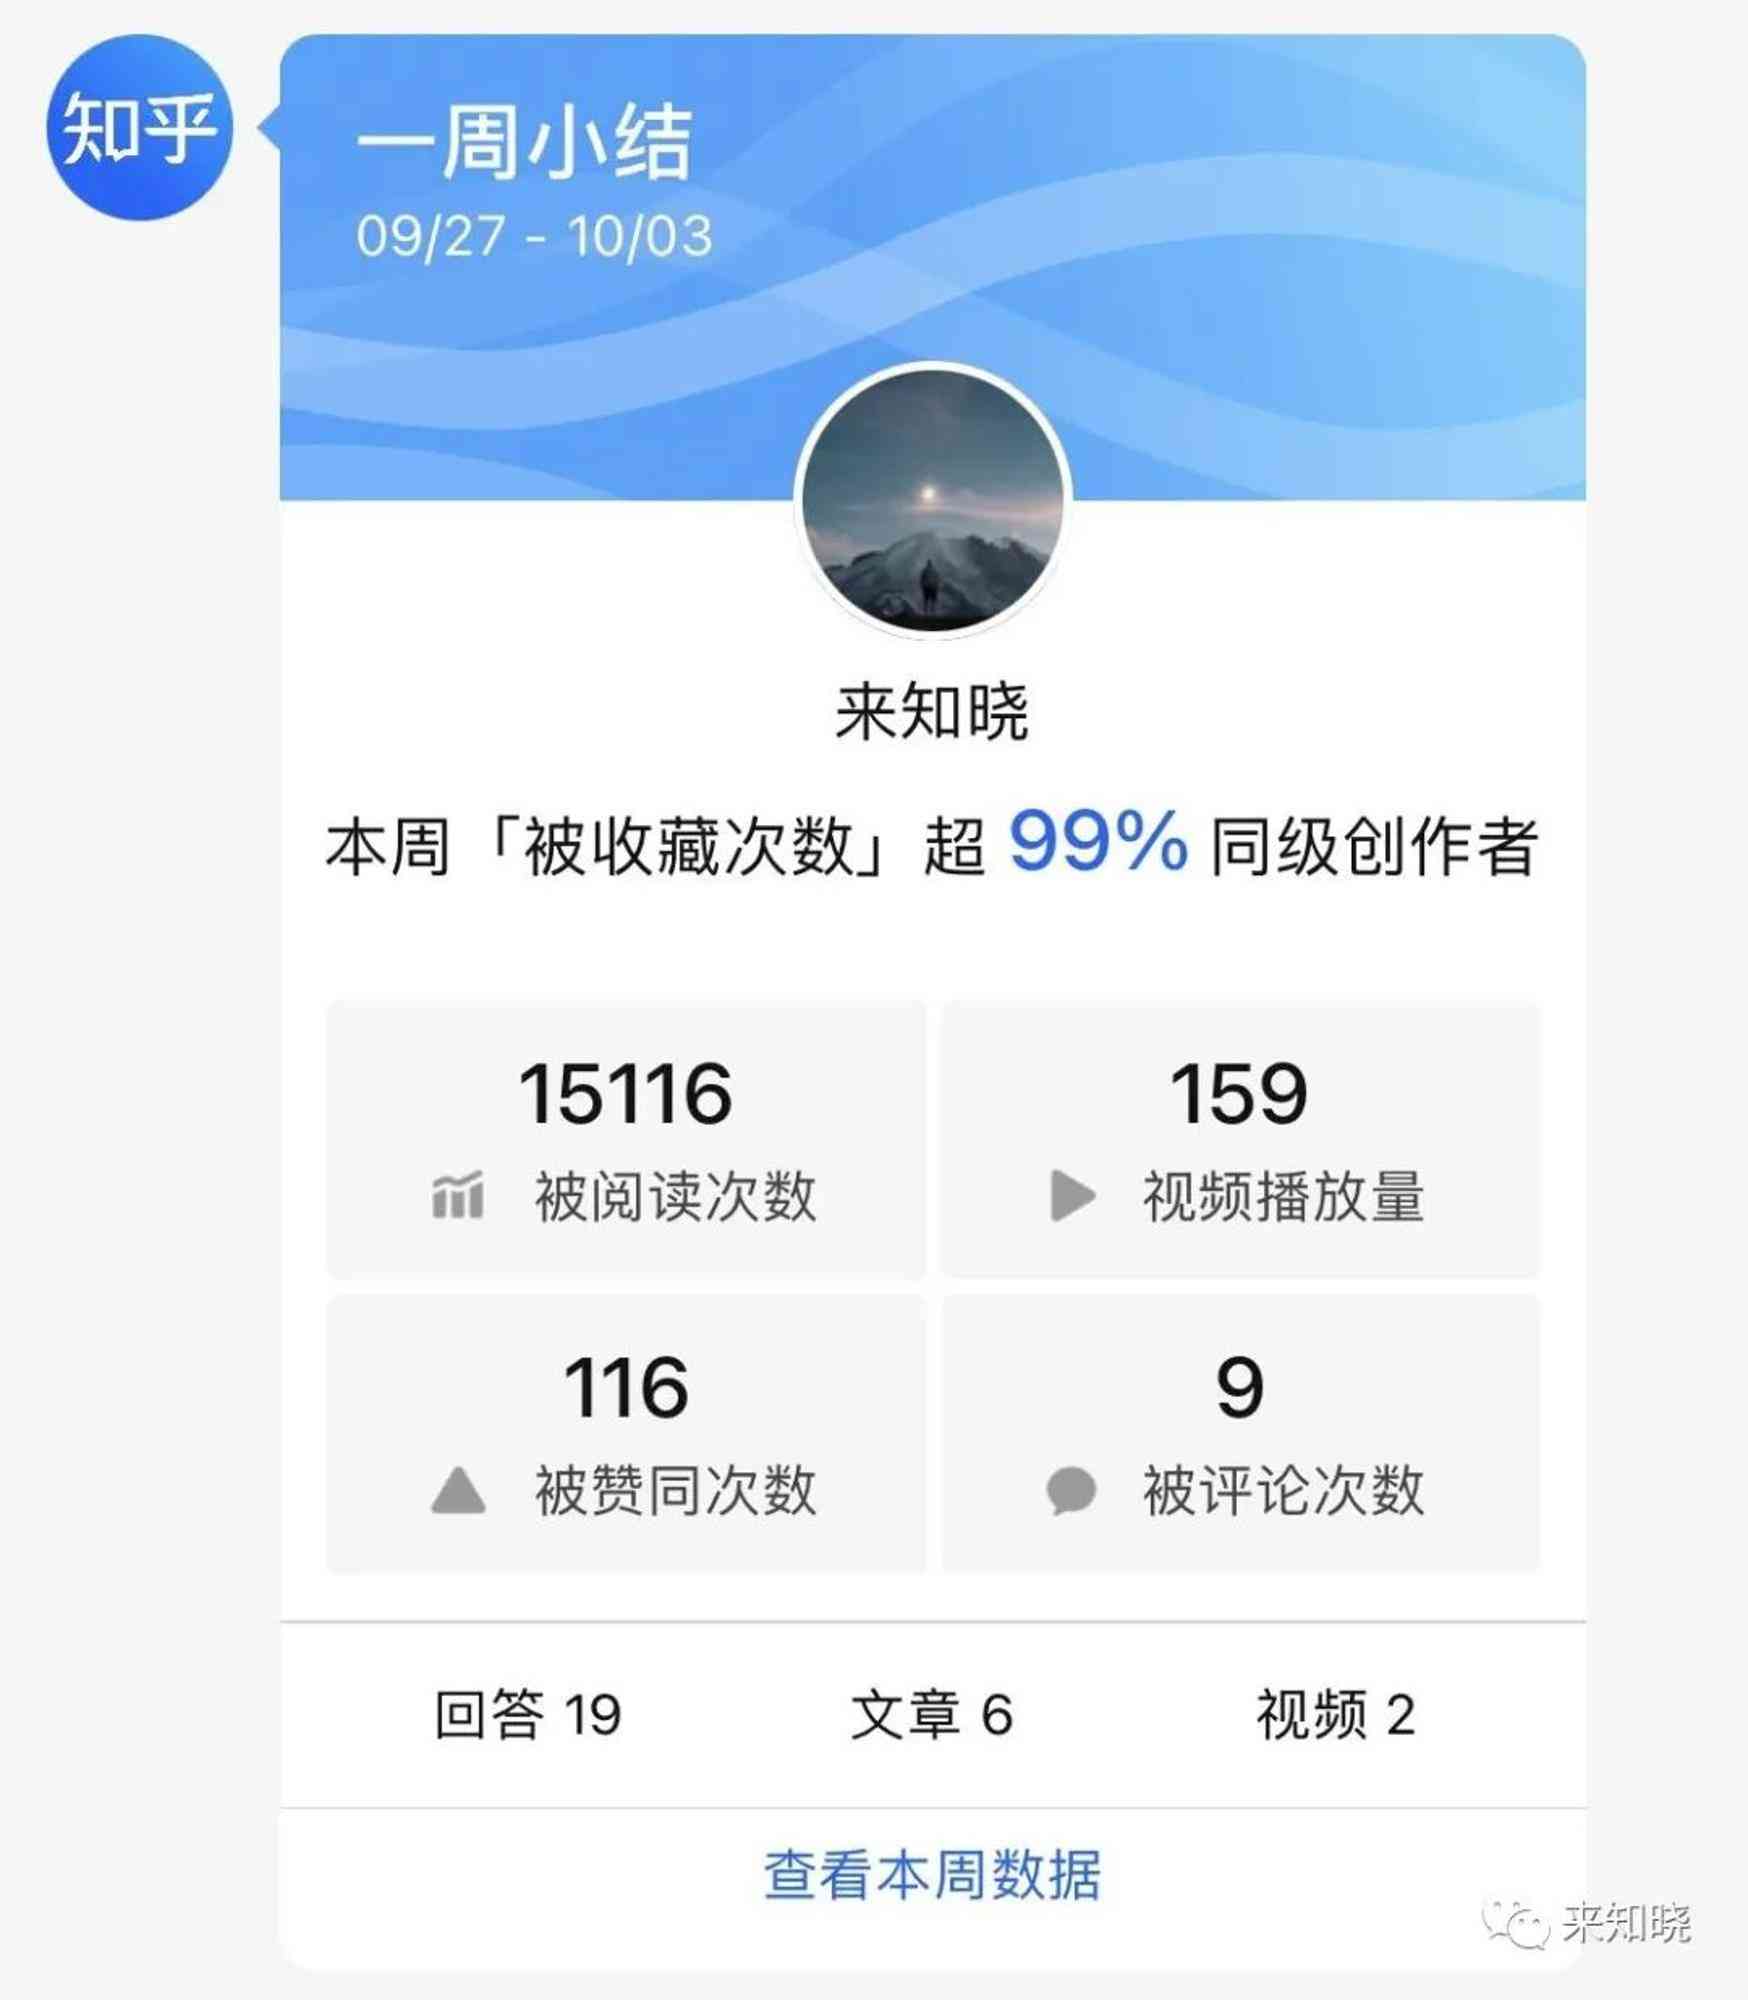 知乎
一周小结
09/27 - 10/03
来知晓
本周「被收藏次数」超 99% 同级创作者
15116
被阅读次数
159
视频播放量
116
被赞同次数
9
被评论次数
回答 19
文章 6
视频 2
查看本周数据
来知晓